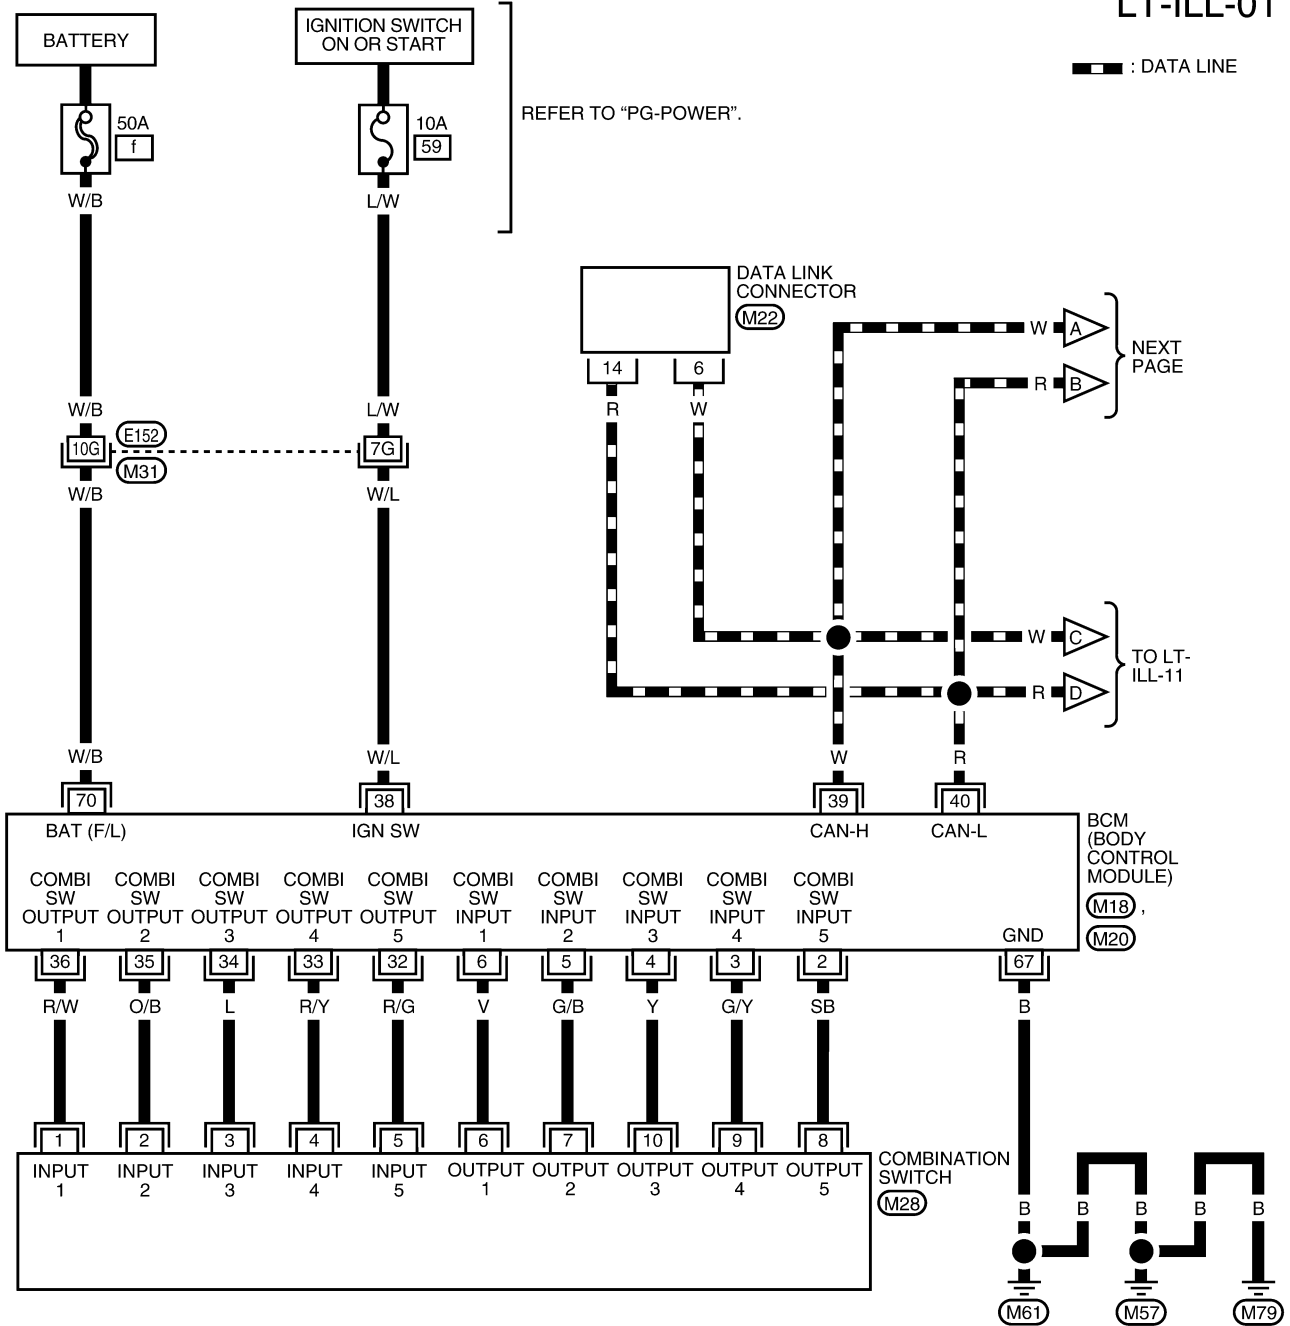 LT-ILL-01
: DATA LINE
BATTERY
IGNITION SWITCH
ON OR START
50A
f
10A
59
REFER TO “PG-POWER”.
W/B
L/W
DATA LINK
CONNECTOR
M22
14
6
R
W
W
A
R
B
NEXT
PAGE
W/B
L/W
10G
E152
M31
7G
W/B
W/L
W
C
R
D
TO LT-
ILL-11
W/B
W/L
W
R
70
38
39
40
BAT (F/L)
IGN SW
CAN-H
CAN-L
BCM
(BODY
CONTROL
MODULE)
M18 ,
M20
COMBI
SW
OUTPUT
1
COMBI
SW
OUTPUT
2
COMBI
SW
OUTPUT
3
COMBI
SW
OUTPUT
4
COMBI
SW
OUTPUT
5
COMBI
SW
INPUT
1
COMBI
SW
INPUT
2
COMBI
SW
INPUT
3
COMBI
SW
INPUT
4
COMBI
SW
INPUT
5
GND
36
35
34
33
32
6
5
4
3
2
67
R/W
O/B
L
R/Y
R/G
V
G/B
Y
G/Y
SB
B
1
2
3
4
5
6
7
10
9
8
INPUT
1
INPUT
2
INPUT
3
INPUT
4
INPUT
5
OUTPUT
1
OUTPUT
2
OUTPUT
3
OUTPUT
4
OUTPUT
5
COMBINATION
SWITCH
M28
B
B
B
B
B
M61
M57
M79